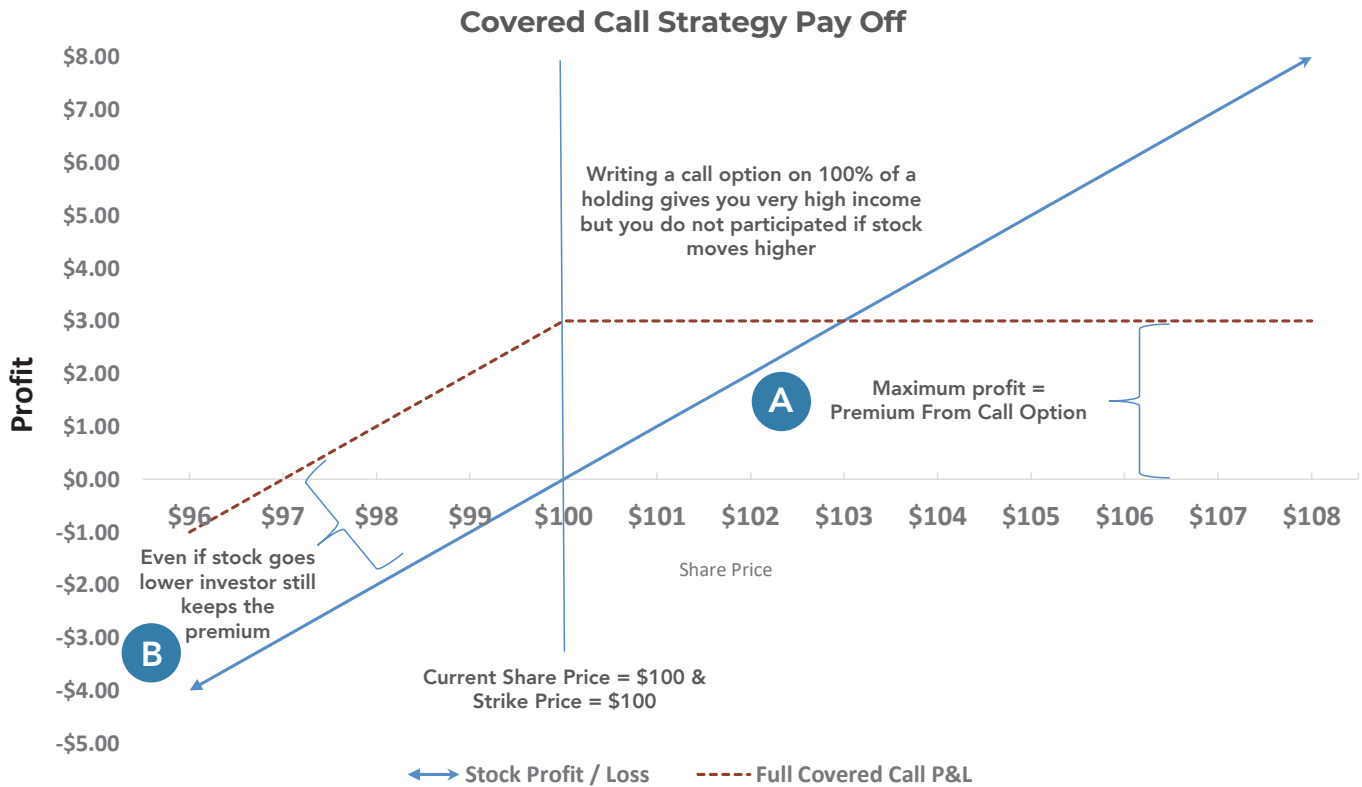 Covered Call Strategy Pay Off
$8.00
$7.00
$6.00
$5.00
$4.00
$3.00
$2.00
$1.00
$0.00
-$1.00
-$2.00
-$3.00
-$4.00
-$5.00
Profit
Writing a call option on 100% of a
holding gives you very high income
but you do not participated if stock
moves higher
A
Maximum profit =
Premium From Call Option
$96 $97 $98 $99 $100 $101 $102 $103 $104 $105 $106 $107 $108
Share Price
Even if stock goes
lower investor still
keeps the
premium
B
Current Share Price = $100 &
Strike Price = $100
Stock Profit / Loss Full Covered Call P&L